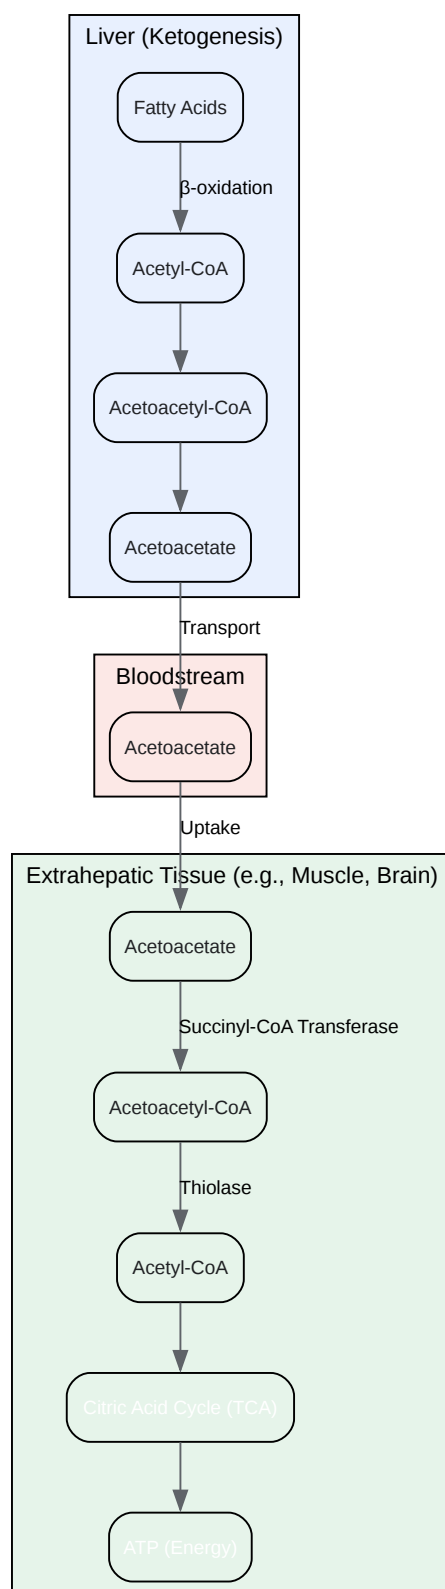 Liver (Ketogenesis)
Fatty Acids
β-oxidation
Acetyl-CoA
Acetoacetyl-CoA
Acetoacetate
Transport
Bloodstream
Acetoacetate
Uptake
Extrahepatic Tissue (e.g., Muscle, Brain)
Acetoacetate
Succinyl-CoA Transferase
Acetoacetyl-CoA
Thiolase
Acetyl-CoA
Citric Acid Cycle (TCA)
ATP (Energy)